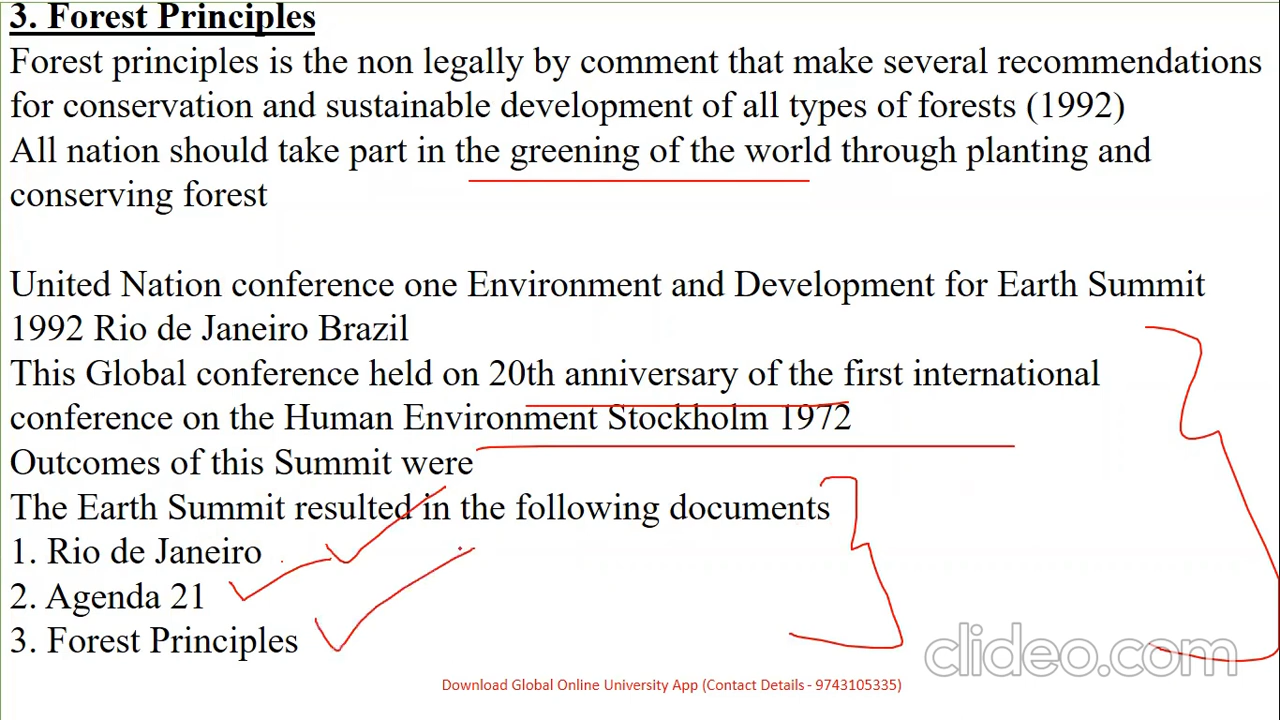 3. Forest Principles
Forest principles is the non legally by comment that make several recommendations
for conservation and sustainable development of all types of forests (1992)
All nation should take part in the greening of the world through planting and
conserving forest
United Nation conference one Environment and Development for Earth Summit
1992 Rio de Janeiro Brazil
This Global conference held on 20th anniversary of the first international
conference on the Human Environment Stockholm 1972
Outcomes of this Summit were
The Earth Summit resulted in the following documents
1. Rio de Janeiro
2. Agenda 21
3. Forest Principles
clideo.com
Download Global Online University App (Contact Details - 9743105335)